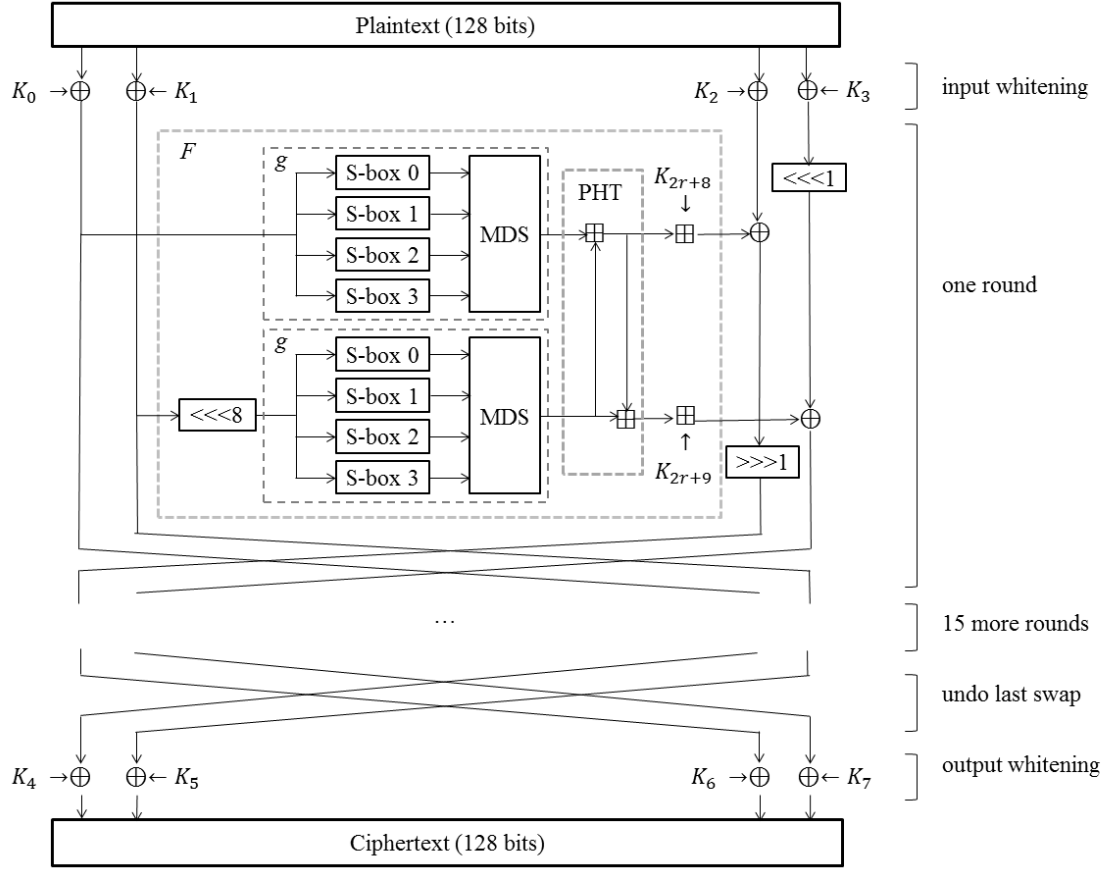 Plaintext (128 bits)
K₀
K₁
K₂
K₃
input whitening
F
g
S-box 0
S-box 1
S-box 2
S-box 3
MDS
PHT
K₂ᵣ₊₈
<<<1
one round
g
<<<8
S-box 0
S-box 1
S-box 2
S-box 3
MDS
K₂ᵣ₊₉
>>>1
...
15 more rounds
undo last swap
K₄
K₅
K₆
K₇
output whitening
Ciphertext (128 bits)